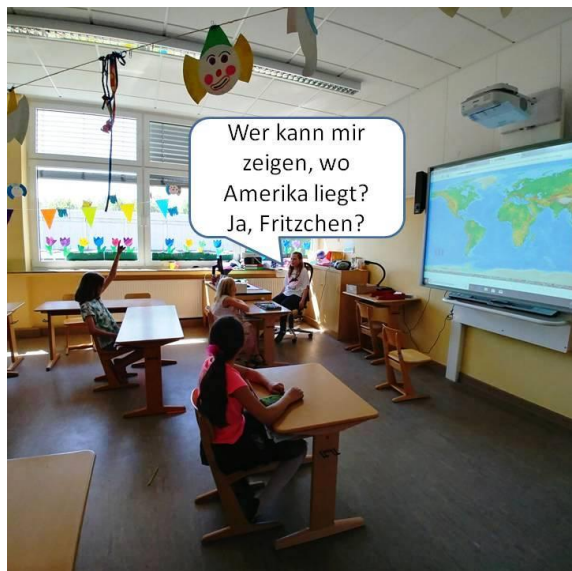 Wer kann mir
zeigen, wo
Amerika liegt?
Ja, Fritzchen?